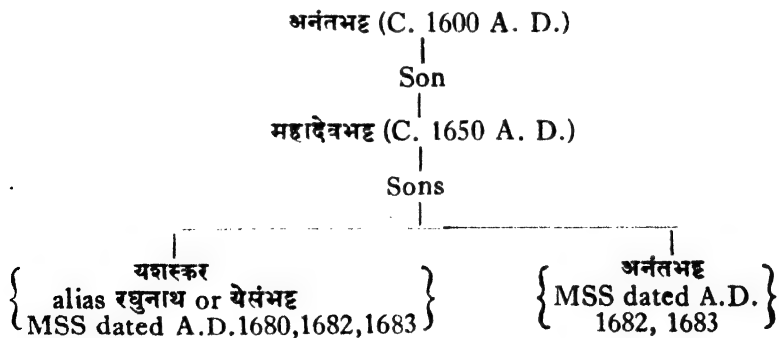 अनंतभट्ट (C. 1600 A. D.)
Son
महादेवभट्ट (C. 1650 A. D.)
Sons
यशस्कर
alias रघुनाथ or येसंभट्ट
MSS dated A.D.1680,1682,1683
अनंतभट्ट
MSS dated A.D.
1682, 1683